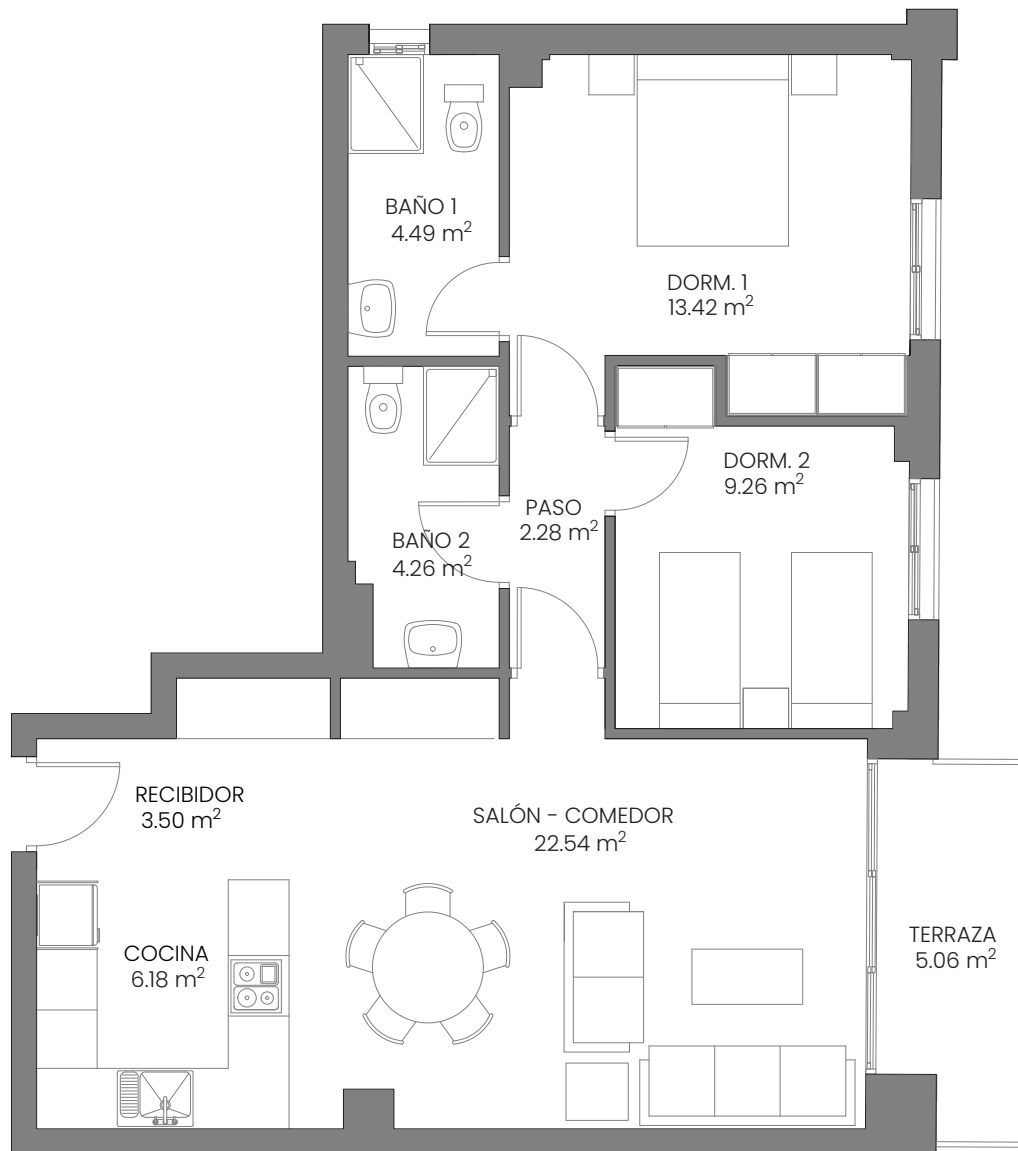 BAÑO 1
4.49 m²
DORM. 1
13.42 m²
DORM. 2
9.26 m²
PASO
2.28 m²
BAÑO 2
4.26 m²
RECIBIDOR
3.50 m²
SALÓN - COMEDOR
22.54 m²
COCINA
6.18 m²
TERRAZA
5.06 m²